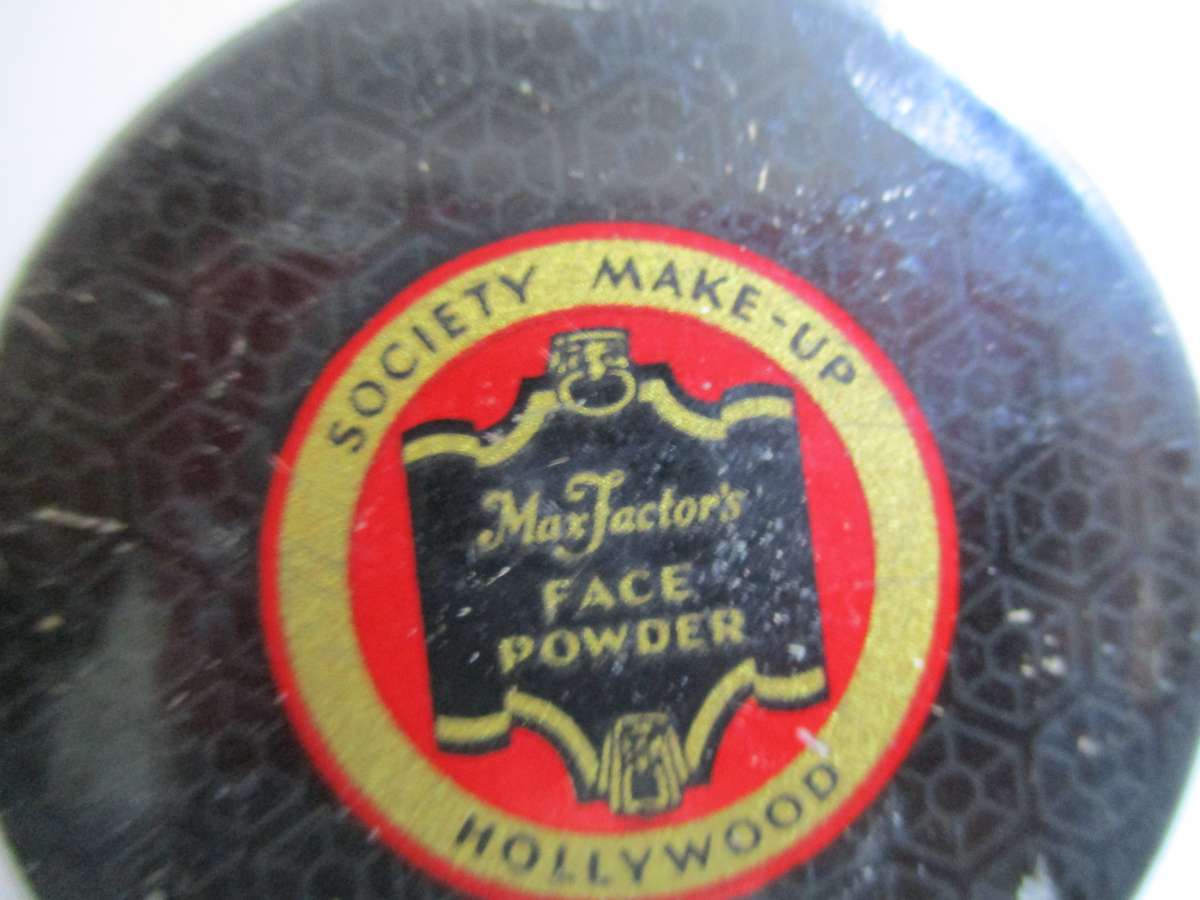 SOCIETY MAKE-UP
Max Factor's
FACE
POWDER
HOLLYWOOD